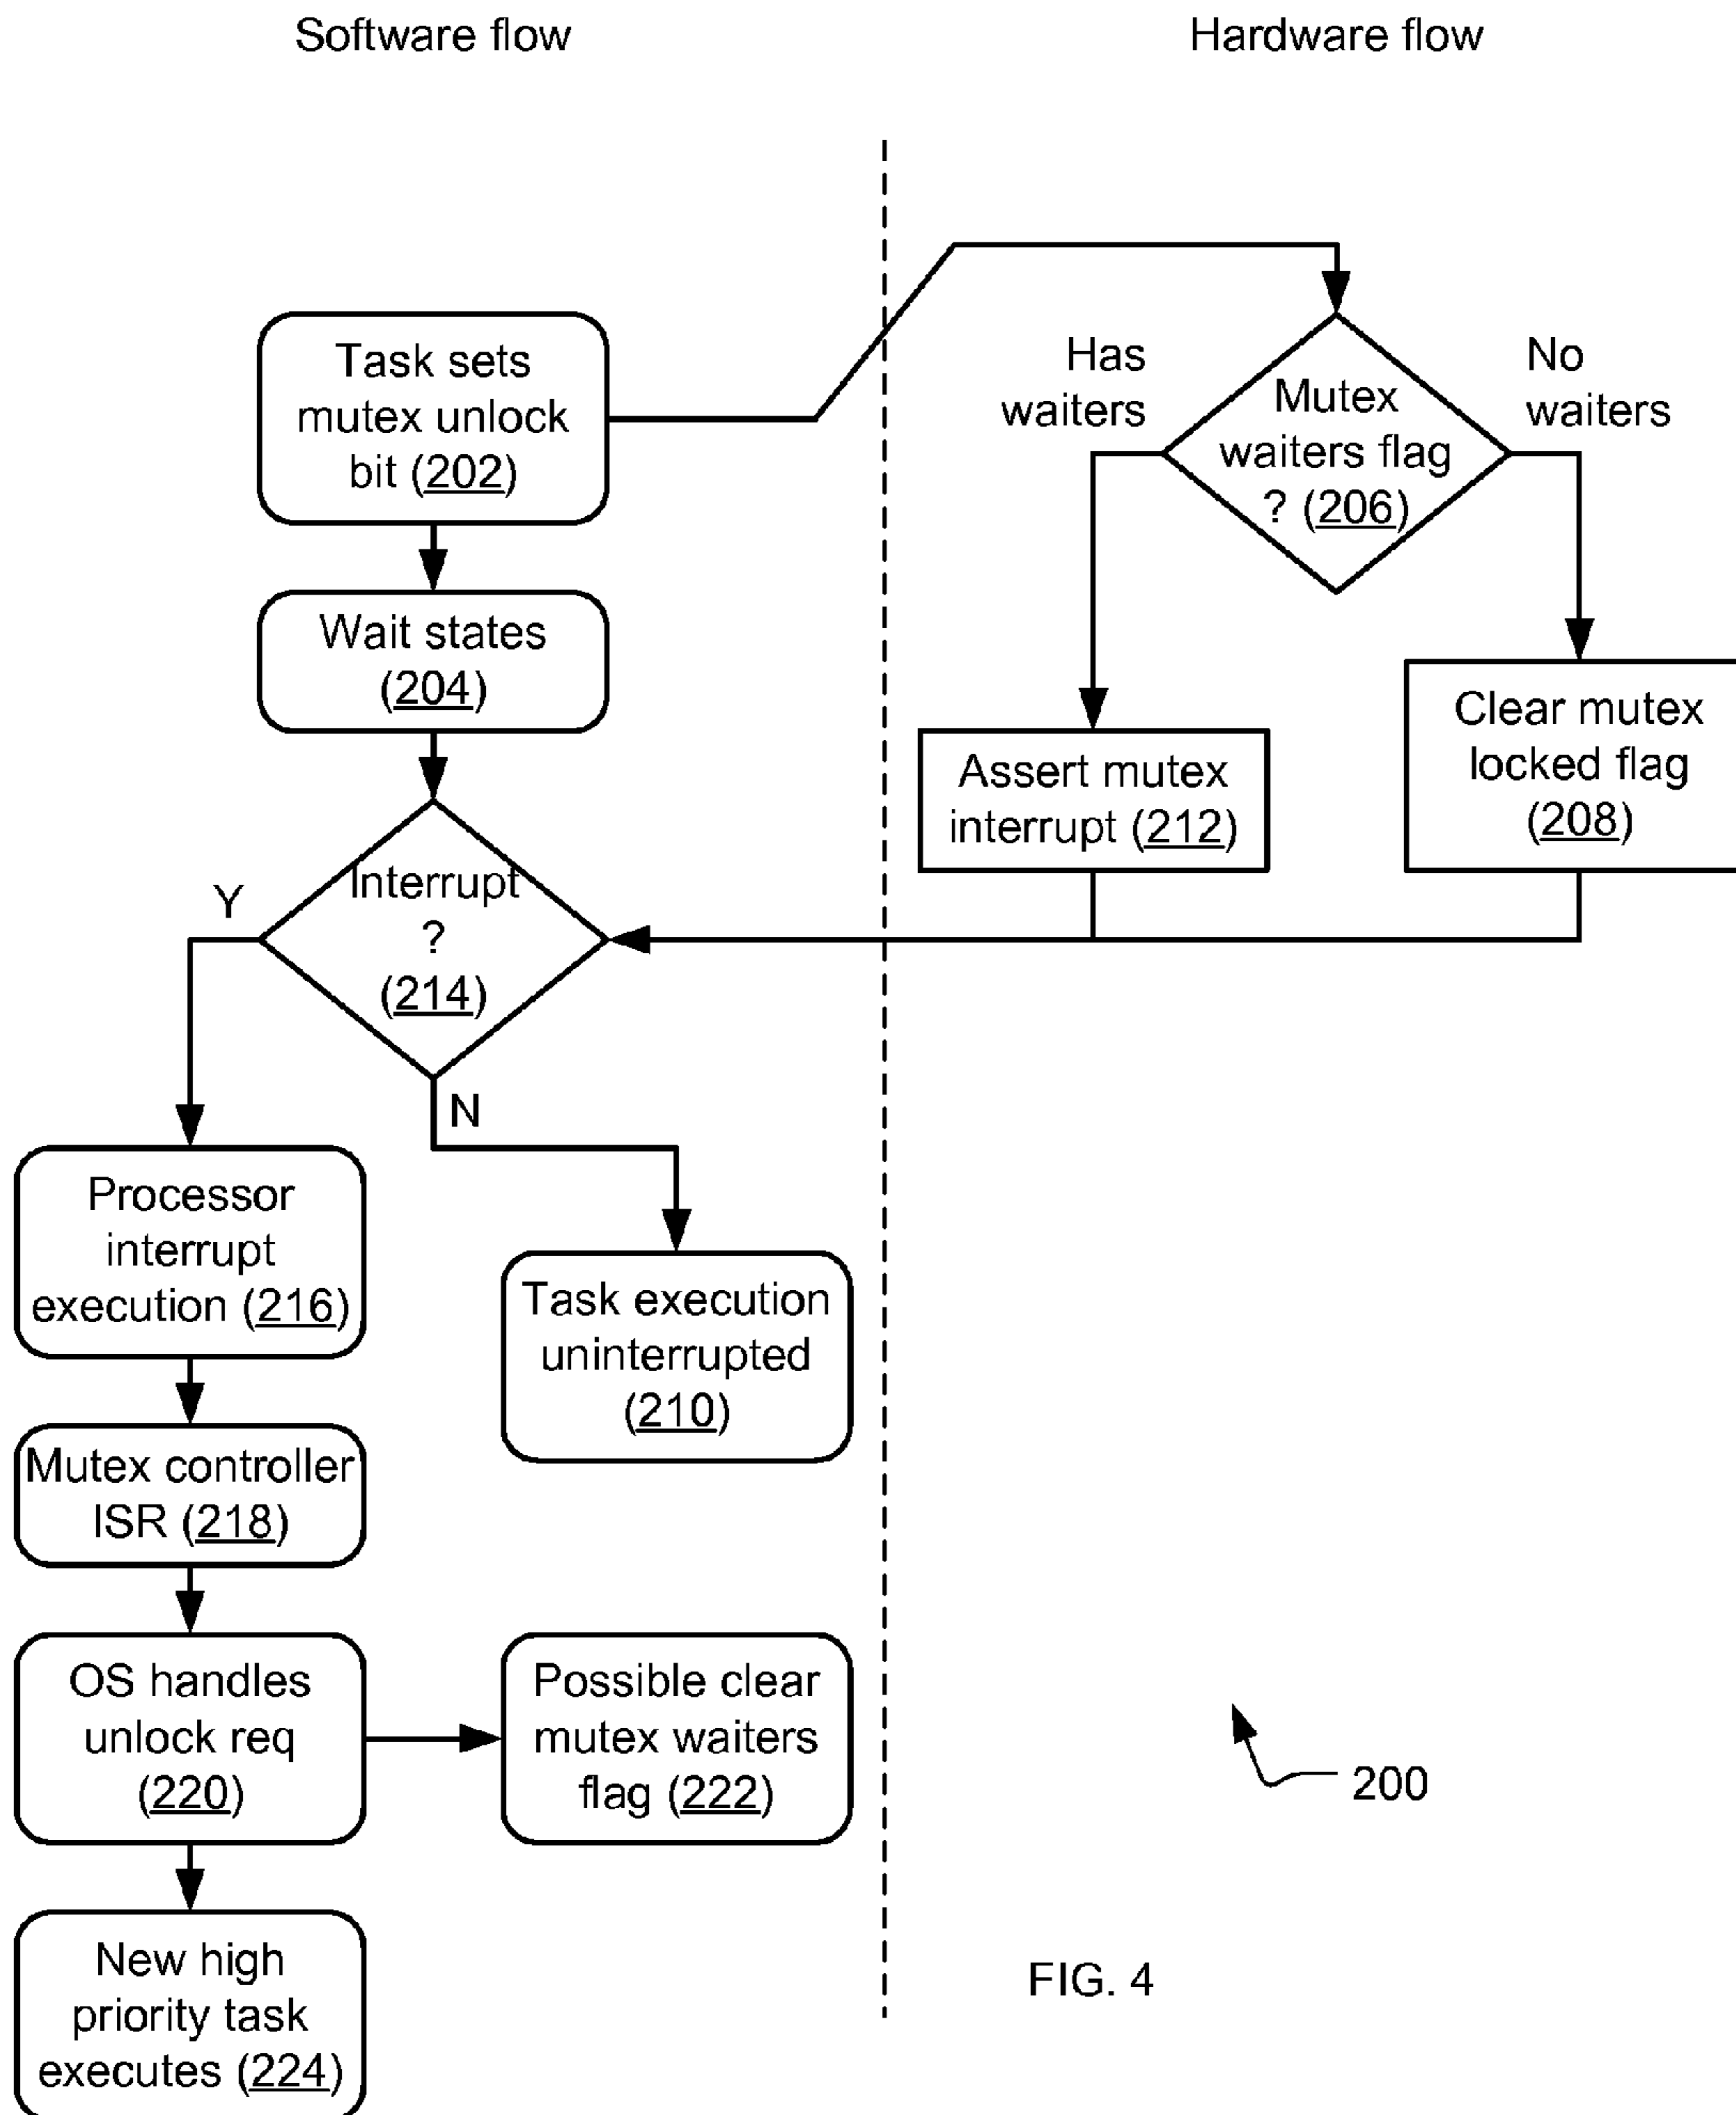 Software flow
Hardware flow
Task sets
mutex unlock
bit (202)
Has
waiters
Mutex
waiters flag
? (206)
No
waiters
Wait states
(204)
Assert mutex
interrupt (212)
Clear mutex
locked flag
(208)
Interrupt
?
(214)
Y
N
Processor
interrupt
execution (216)
Task execution
uninterrupted
(210)
Mutex controller
ISR (218)
OS handles
unlock req
(220)
Possible clear
mutex waiters
flag (222)
200
New high
priority task
executes (224)
FIG. 4